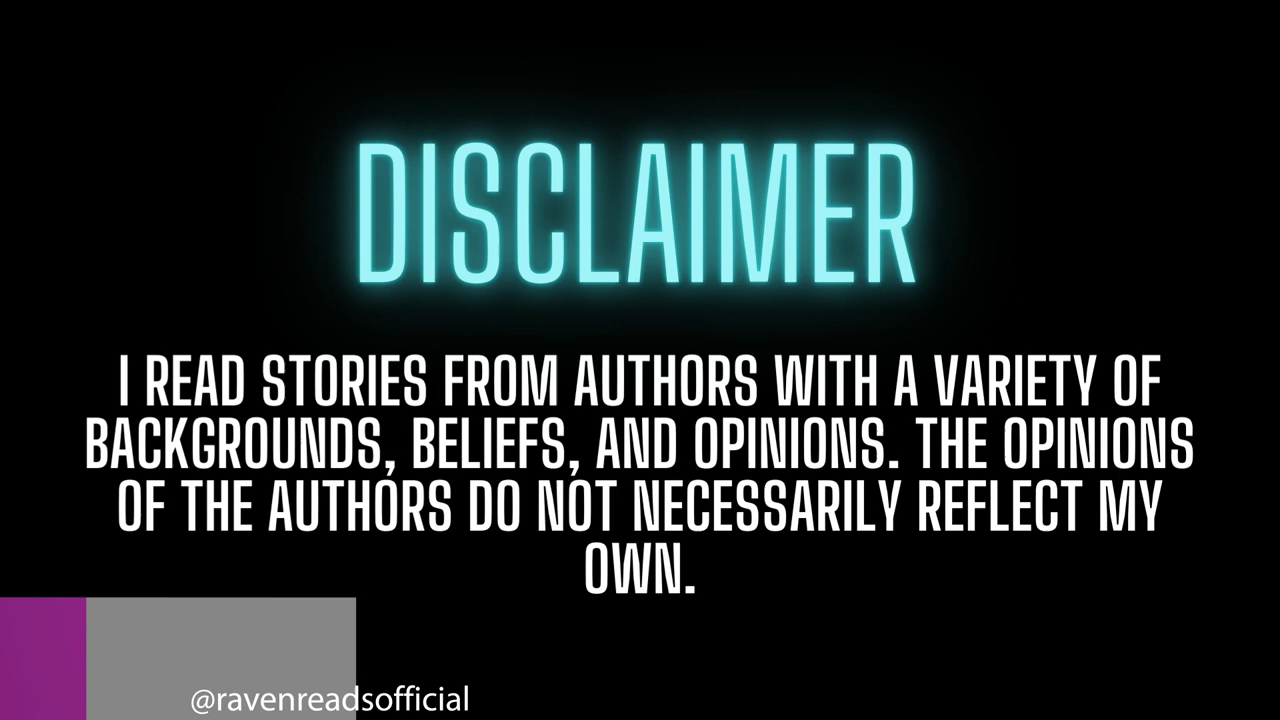 DISCLAIMER
I READ STORIES FROM AUTHORS WITH A VARIETY OF
BACKGROUNDS, BELIEFS, AND OPINIONS. THE OPINIONS
OF THE AUTHORS DO NOT NECESSARILY REFLECT MY
OWN.
@ravenreadsofficial